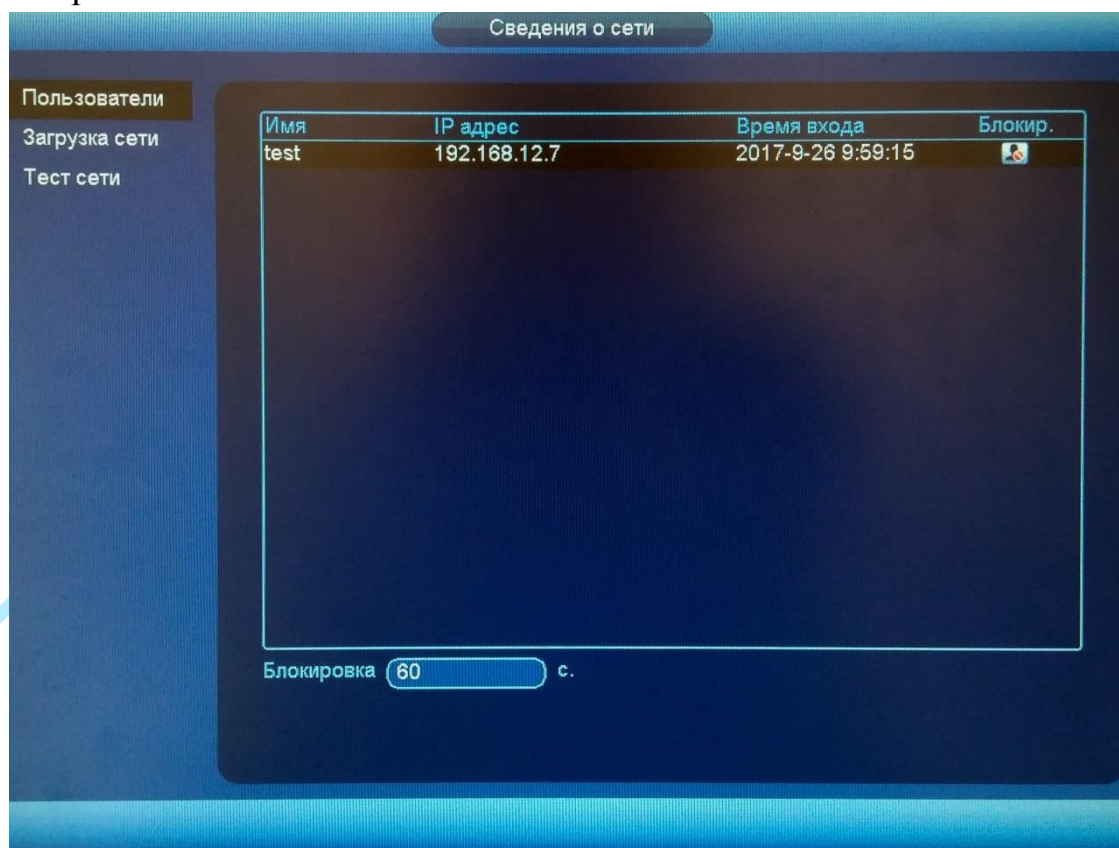 Сведения о сети
Пользователи
Загрузка сети
Тест сети
Имя IP адрес Время входа Блокир.
test 192.168.12.7 2017-9-26 9:59:15
Блокировка 60 с.